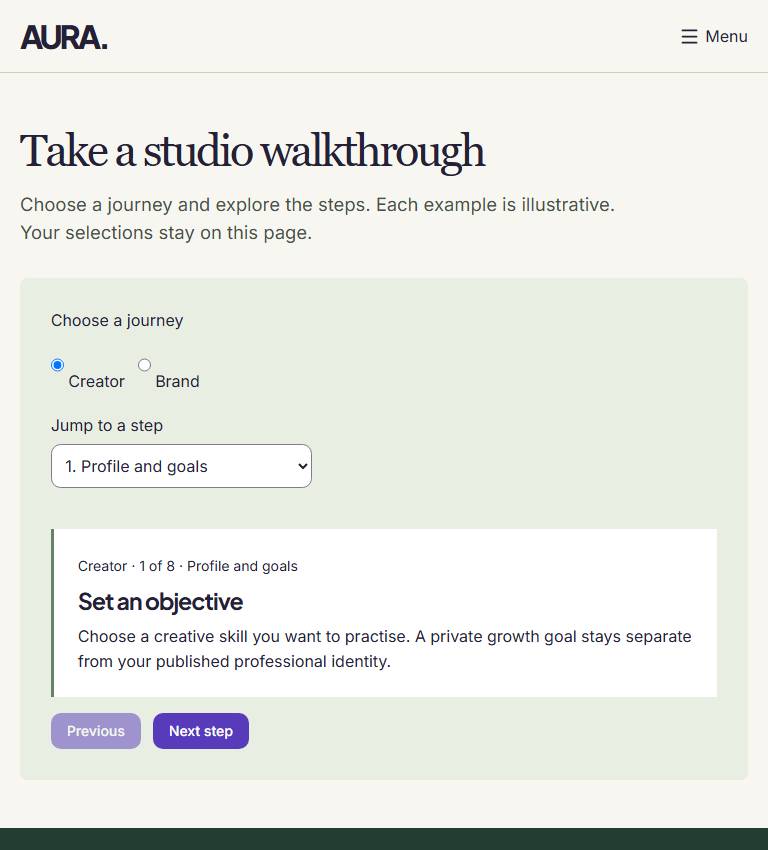 AURA.
Menu
Take a studio walkthrough
Choose a journey and explore the steps. Each example is illustrative.
Your selections stay on this page.
Choose a journey
Creator Brand
Jump to a step
1. Profile and goals
Creator · 1 of 8 · Profile and goals
Set an objective
Choose a creative skill you want to practise. A private growth goal stays separate
from your published professional identity.
Previous Next step